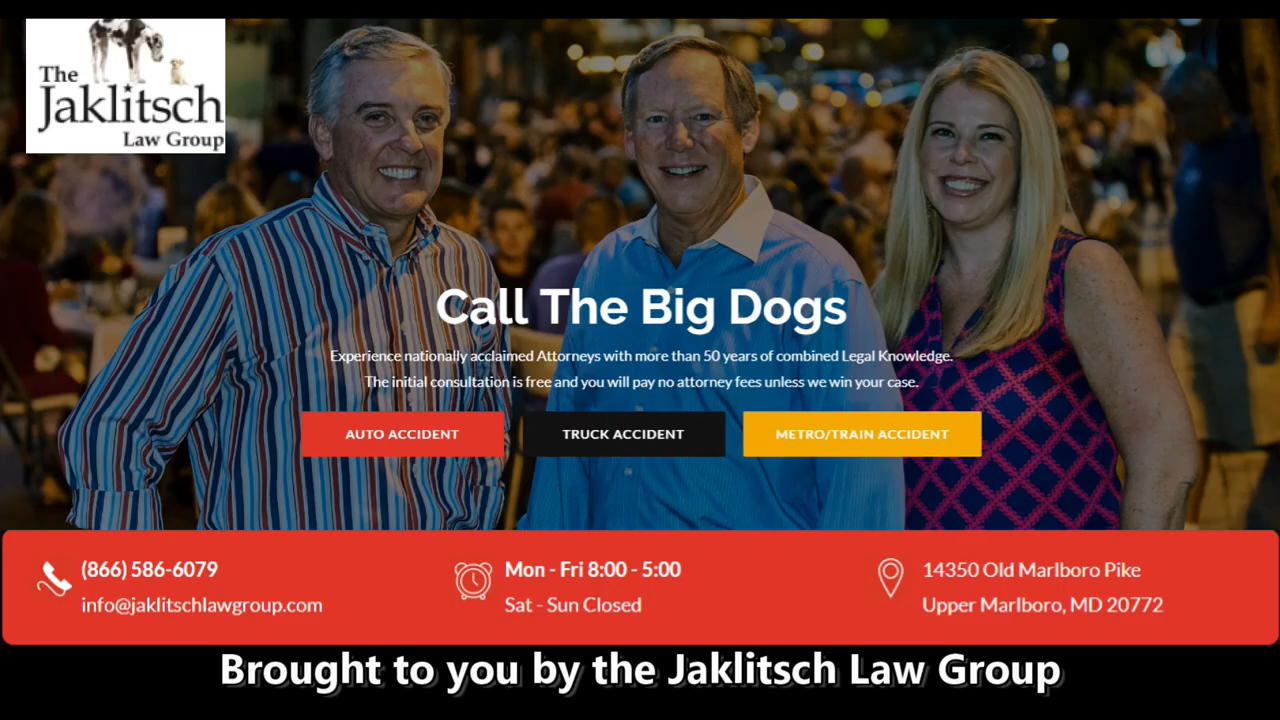 The
Jaklitsch
Law Group
Call The Big Dogs
Experience nationally acclaimed Attorneys with more than 50 years of combined Legal Knowledge.
The initial consultation is free and you will pay no attorney fees unless we win your case.
AUTO ACCIDENT
TRUCK ACCIDENT
METRO/TRAIN ACCIDENT
(866) 586-6079
info@jaklitschlawgroup.com
Mon - Fri 8:00 - 5:00
Sat - Sun Closed
14350 Old Marlboro Pike
Upper Marlboro, MD 20772
Brought to you by the Jaklitsch Law Group